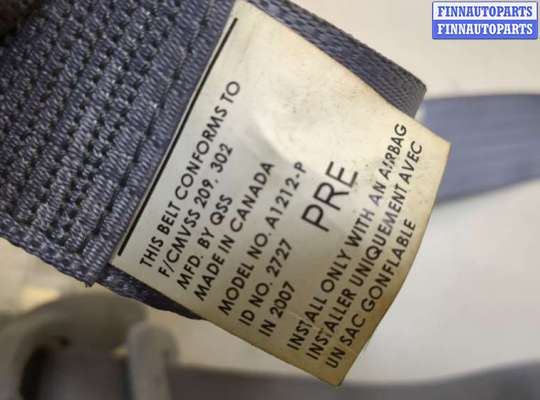 FINNAUTOPARTS
FINNAUTOPARTS
THIS BELT CONFORMS TO
F/CMVSS 209, 302
MFD. BY QSS
MADE IN CANADA
MODEL NO. A1212-P
ID NO. 2727
IN 2007
PRE
INSTALL ONLY WITH AN AIRBAG
INSTALLER UNIQUEMENT AVEC
UN SAC GONFLABLE